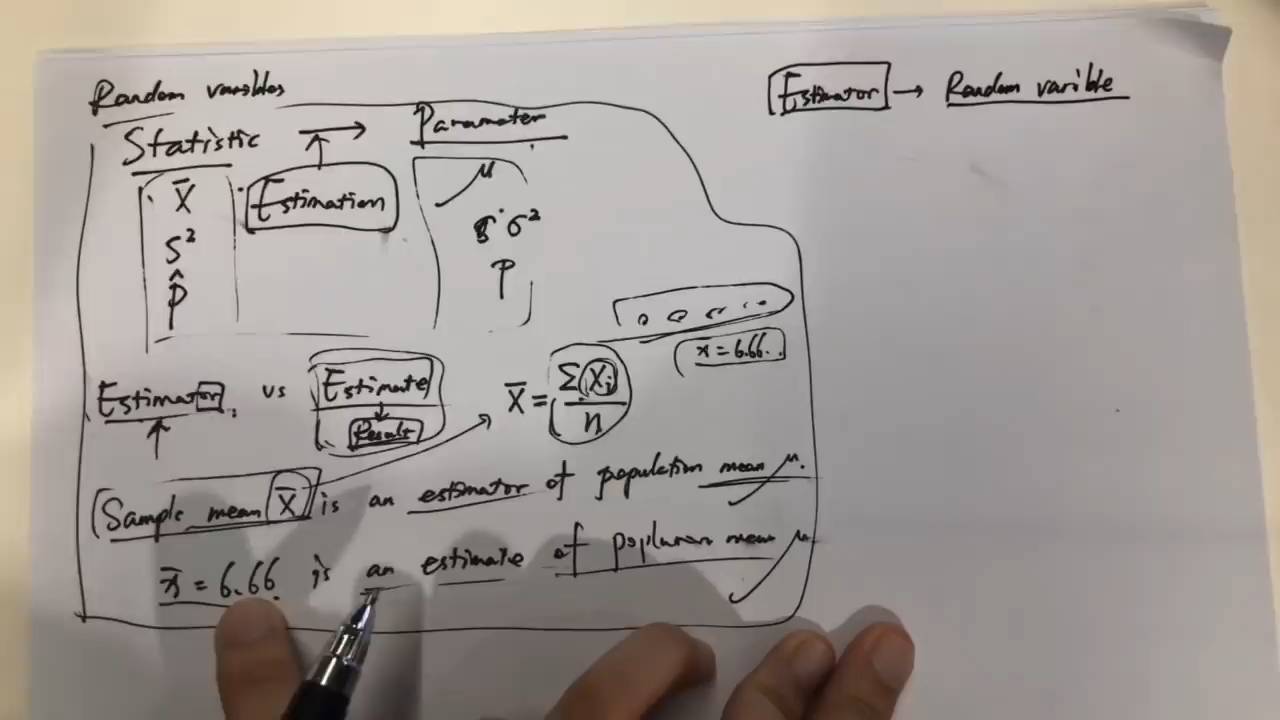 Random variables
Statistic → Parameter
X̄ Estimation μ
S² σ²
p̂ p
x̄ = 6.66..
Estimator vs Estimate
Result
X̄ = ΣXi / n
Sample mean X̄ is an estimator of population mean μ.
x̄ = 6.66 is an estimate of mean μ
Estimator → Random varible